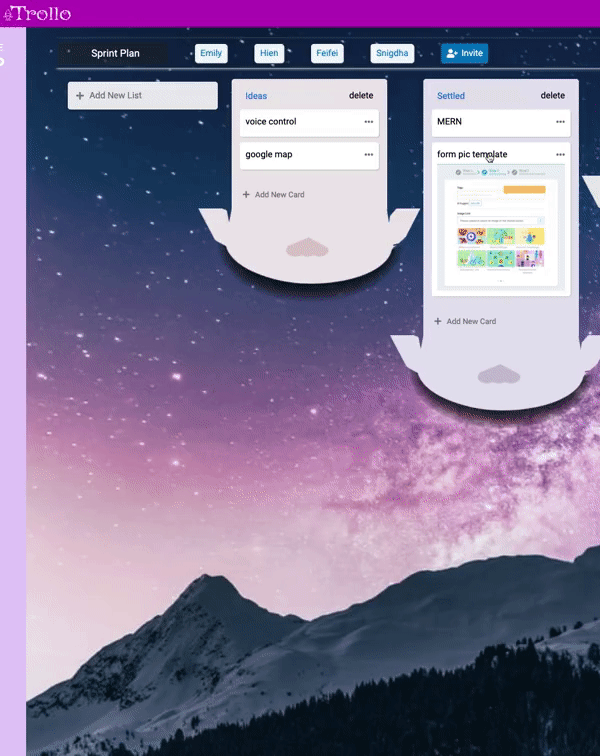 Trollo
E
Sprint Plan
Emily
Hien
Feifei
Snigdha
Invite
Add New List
Ideas
delete
voice control
google map
Add New Card
Settled
delete
MERN
form pic template
Add New Card